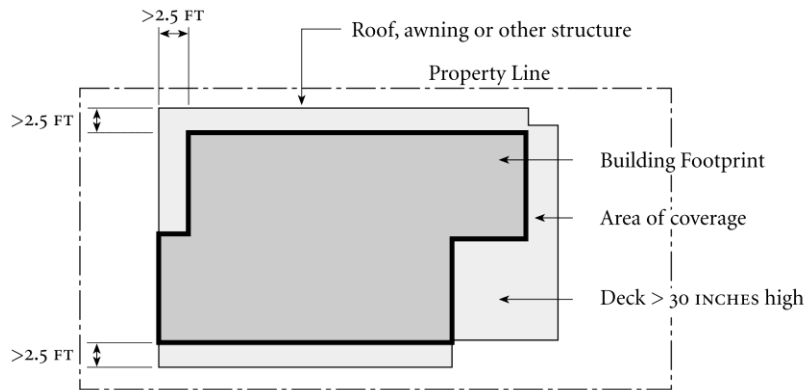 >2.5 FT
Roof, awning or other structure
Property Line
>2.5 FT
Building Footprint
Area of coverage
Deck > 30 INCHES high
>2.5 FT